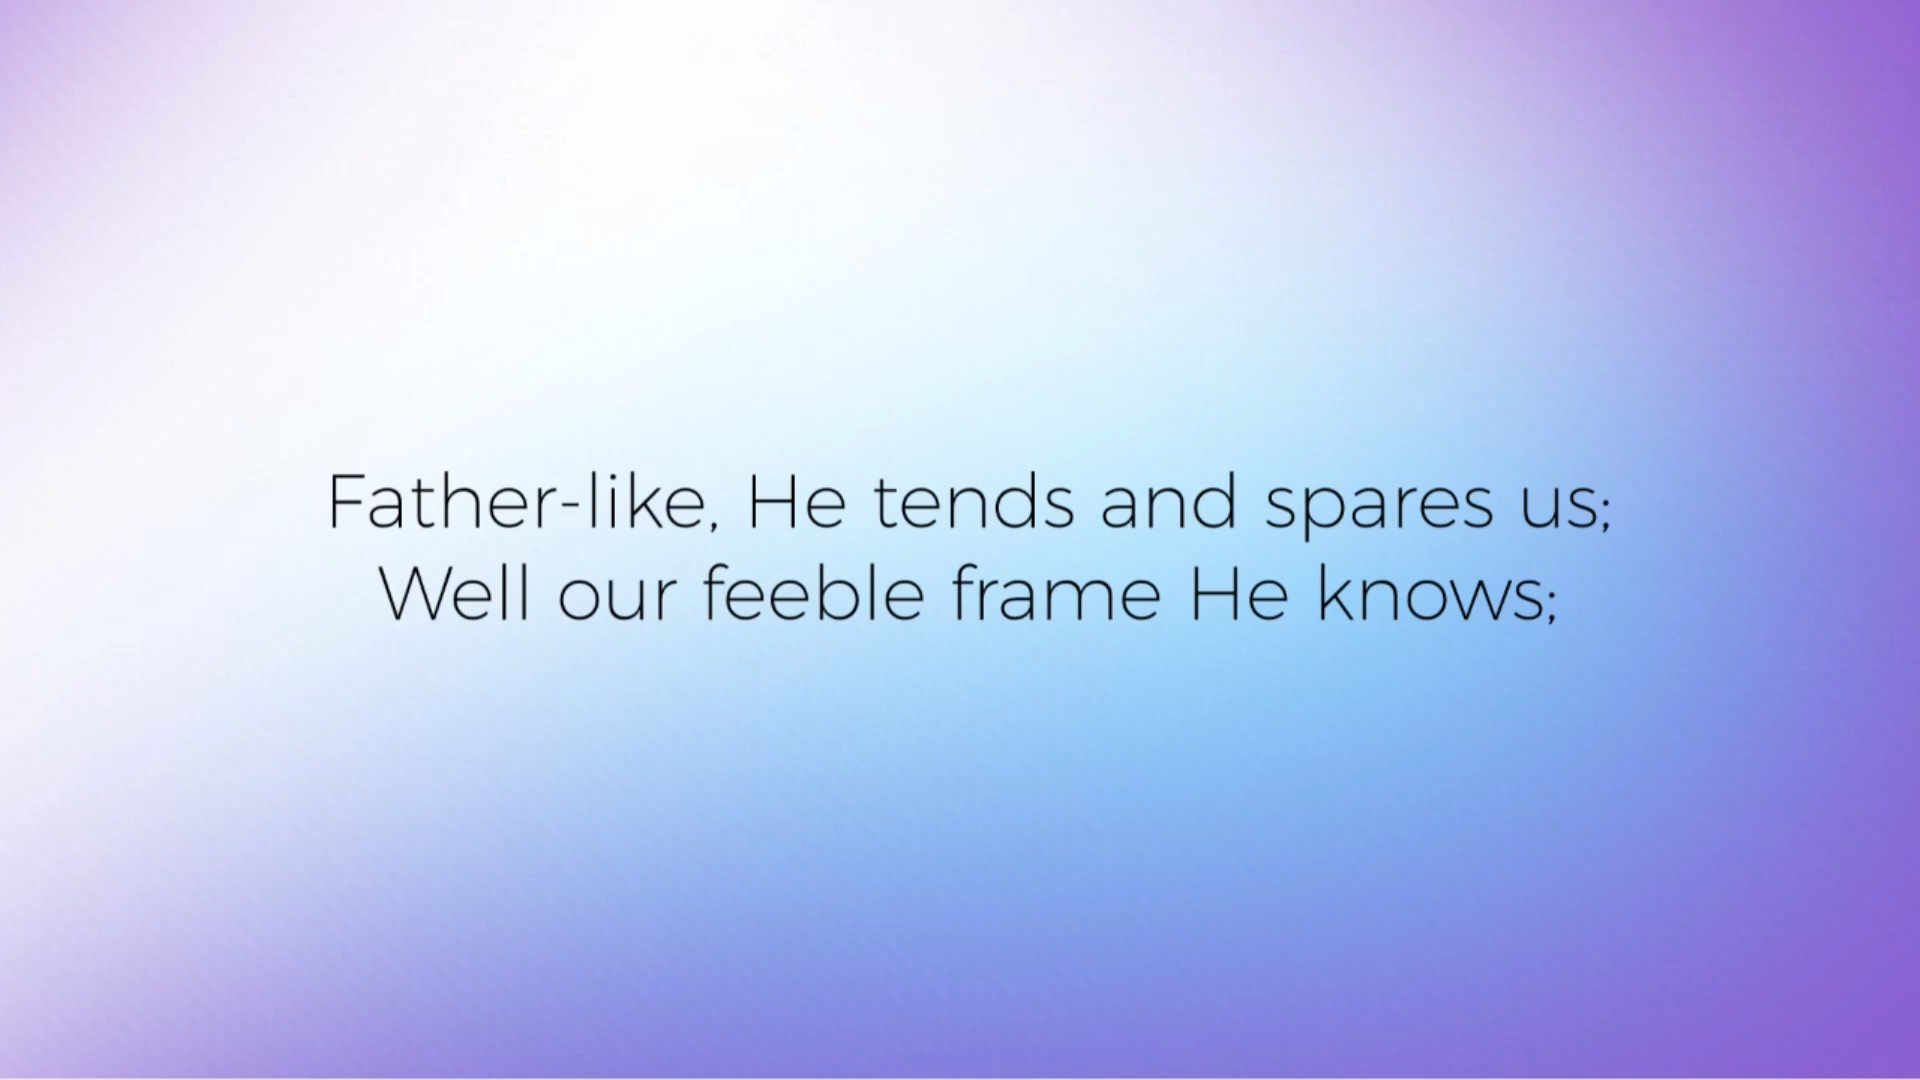 Father-like, He tends and spares us;
Well our feeble frame He knows;